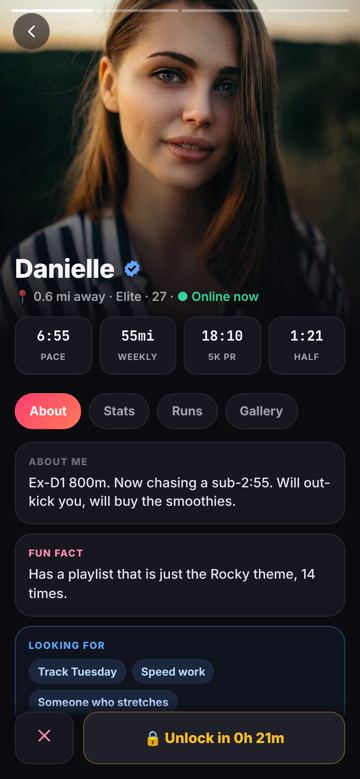 Danielle
0.6 mi away · Elite · 27 · Online now
6:55 55mi 18:10 1:21
PACE WEEKLY 5K PR HALF
About Stats Runs Gallery
ABOUT ME
Ex-D1 800m. Now chasing a sub-2:55. Will out-
kick you, will buy the smoothies.
FUN FACT
Has a playlist that is just the Rocky theme, 14
times.
LOOKING FOR
Track Tuesday Speed work
Someone who stretches
Unlock in 0h 21m